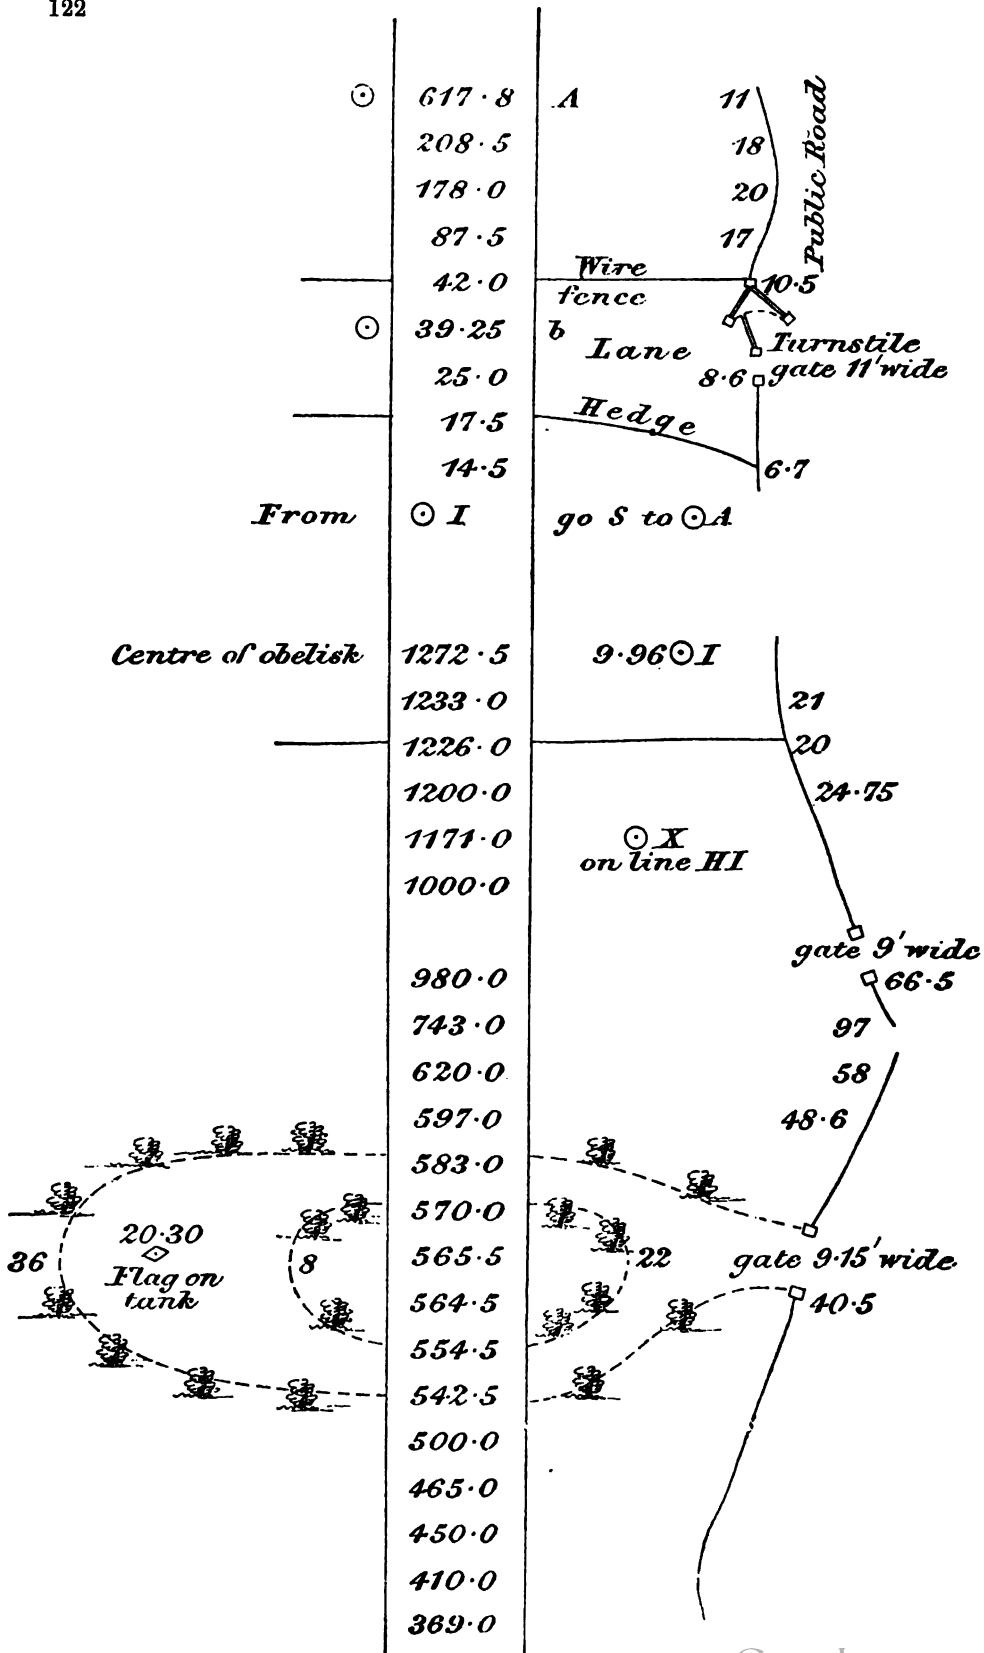 122
617·8 A 11
208·5 18
178·0 20
87·5 17
Public Road
Wire
42·0 10·5
fence
39·25 b
Lane Turnstile
25·0 8·6 gate 11' wide
17·5 Hedge
14·5 6·7
From ⊙ I go S to ⊙ A
Centre of obelisk 1272·5 9·96 ⊙ I
1233·0 21
1226·0 20
1200·0 24·75
1171·0 ⊙ X
on line HI
1000·0
gate 9' wide
980·0 66·5
743·0 97
620·0 58
597·0 48·6
583·0
570·0
20·30
36 565·5 8 22 gate 9·15' wide
Flag on
tank
564·5 40·5
554·5
542·5
500·0
465·0
450·0
410·0
369·0